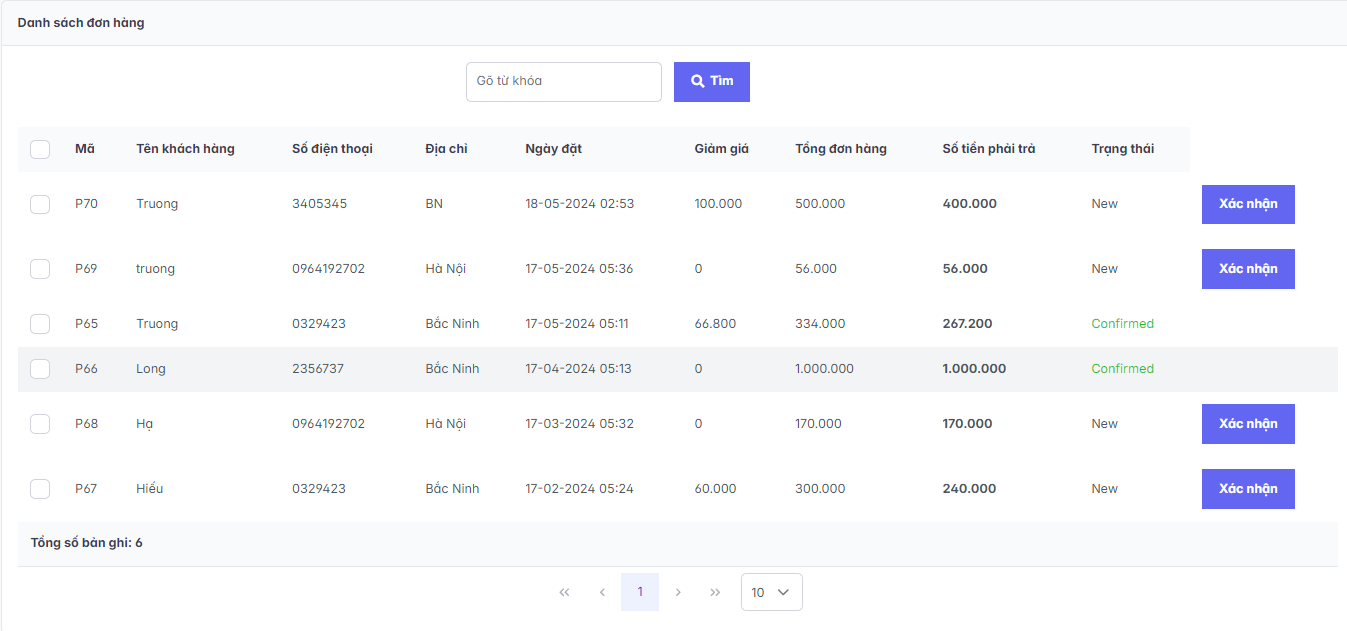 Danh sách đơn hàng
Gõ từ khóa Tìm
Mã Tên khách hàng Số điện thoại Địa chỉ Ngày đặt Giảm giá Tổng đơn hàng Số tiền phải trả Trạng thái
P70 Truong 3405345 BN 18-05-2024 02:53 100.000 500.000 400.000 New Xác nhận
P69 truong 0964192702 Hà Nội 17-05-2024 05:36 0 56.000 56.000 New Xác nhận
P65 Truong 0329423 Bắc Ninh 17-05-2024 05:11 66.800 334.000 267.200 Confirmed
P66 Long 2356737 Bắc Ninh 17-04-2024 05:13 0 1.000.000 1.000.000 Confirmed
P68 Hạ 0964192702 Hà Nội 17-03-2024 05:32 0 170.000 170.000 New Xác nhận
P67 Hiếu 0329423 Bắc Ninh 17-02-2024 05:24 60.000 300.000 240.000 New Xác nhận
Tổng số bản ghi: 6
« ‹ 1 › » 10